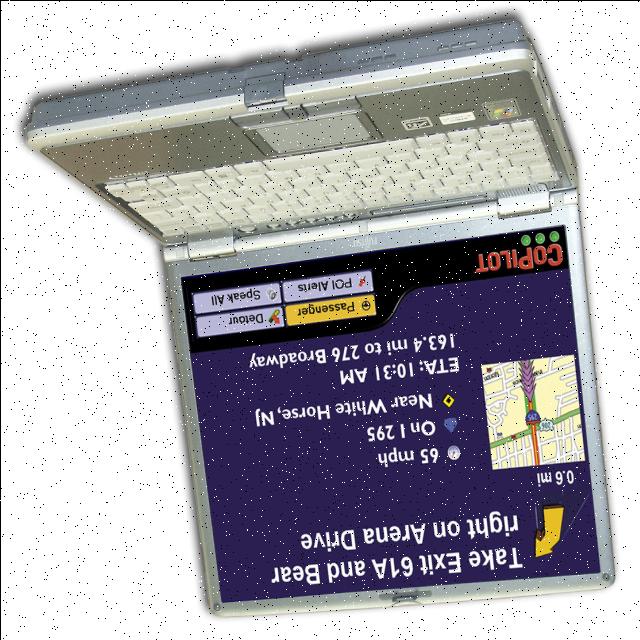 Take Exit 61A and Bear
right on Arena Drive
0.6 mi
65 mph
On I 295
Near White Horse, NJ
ETA: 10:31 AM
163.4 mi to 276 Broadway
Passenger
Detour
POI Alerts
Speak All
COPILOT